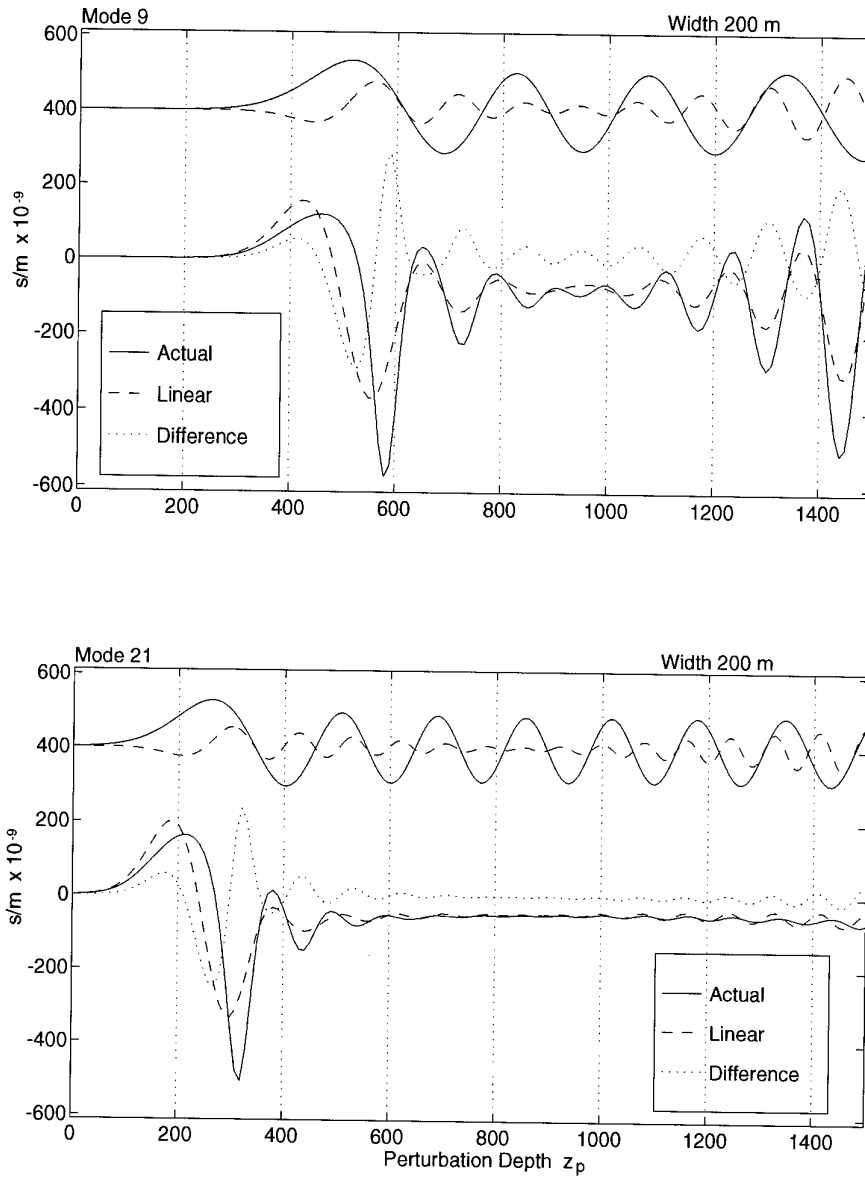 Mode 9 Width 200 m
600
400
200
0
-200
-400
-600
s/m x 10⁻⁹
Actual
Linear
Difference
0 200 400 600 800 1000 1200 1400
Mode 21 Width 200 m
600
400
200
0
-200
-400
-600
s/m x 10⁻⁹
Actual
Linear
Difference
0 200 400 600 800 1000 1200 1400
Perturbation Depth zₚ